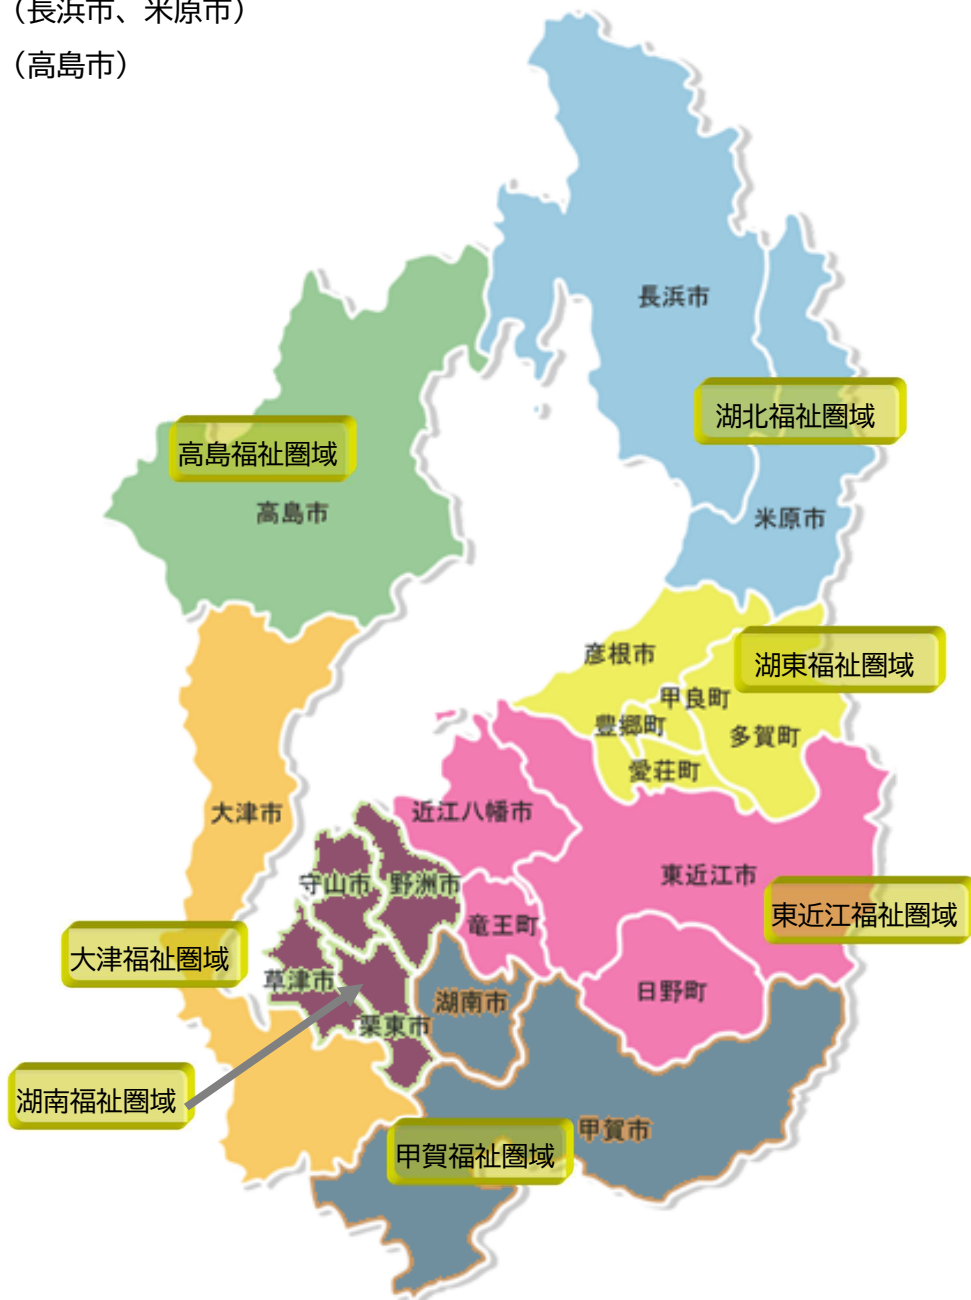 （長浜市、米原市）
（高島市）
長浜市
湖北福祉圏域
高島福祉圏域
高島市
米原市
彦根市
湖東福祉圏域
甲良町
豊郷町
多賀町
愛荘町
大津市
近江八幡市
東近江市
守山市
野洲市
竜王町
東近江福祉圏域
大津福祉圏域
草津市
日野町
湖南市
栗東市
湖南福祉圏域
甲賀市
甲賀福祉圏域